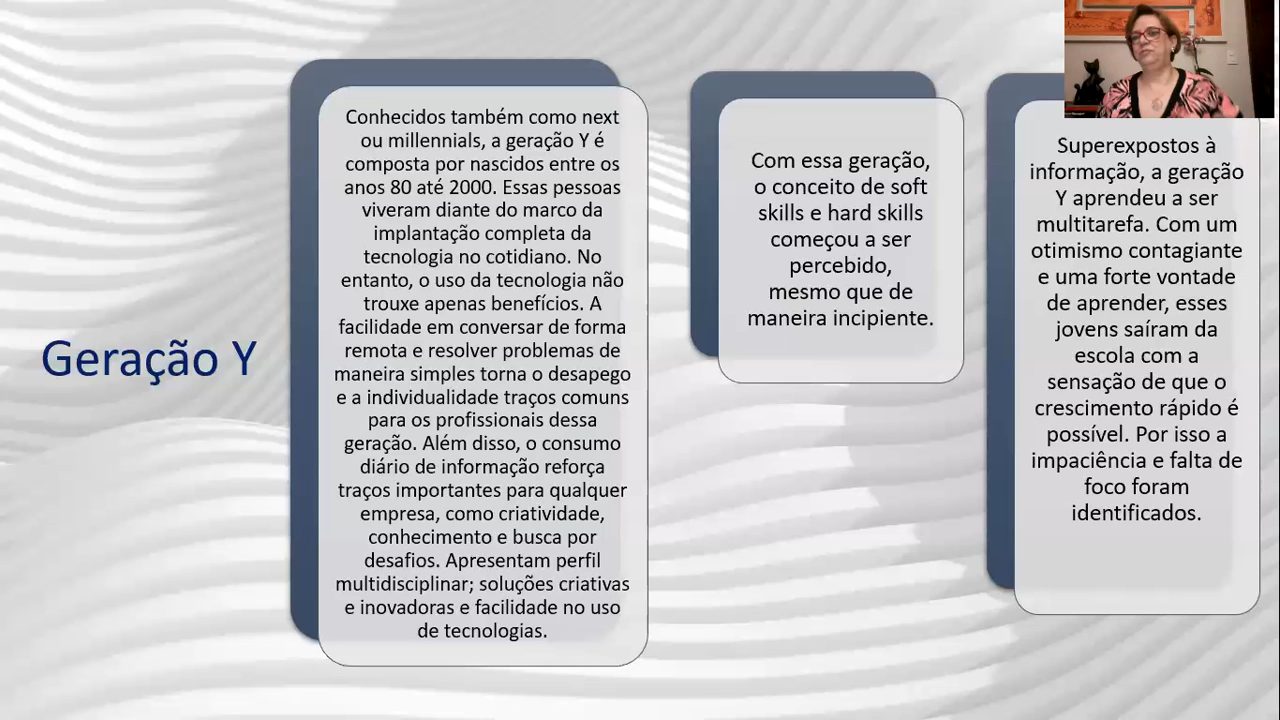 Geração Y
Conhecidos também como next
ou millennials, a geração Y é
composta por nascidos entre os
anos 80 até 2000. Essas pessoas
viveram diante do marco da
implantação completa da
tecnologia no cotidiano. No
entanto, o uso da tecnologia não
trouxe apenas benefícios. A
facilidade em conversar de forma
remota e resolver problemas de
maneira simples torna o desapego
e a individualidade traços comuns
para os profissionais dessa
geração. Além disso, o consumo
diário de informação reforça
traços importantes para qualquer
empresa, como criatividade,
conhecimento e busca por
desafios. Apresentam perfil
multidisciplinar; soluções criativas
e inovadoras e facilidade no uso
de tecnologias.
Com essa geração,
o conceito de soft
skills e hard skills
começou a ser
percebido,
mesmo que de
maneira incipiente.
Superexpostos à
informação, a geração
Y aprendeu a ser
multitarefa. Com um
otimismo contagiante
e uma forte vontade
de aprender, esses
jovens saíram da
escola com a
sensação de que o
crescimento rápido é
possível. Por isso a
impaciência e falta de
foco foram
identificados.